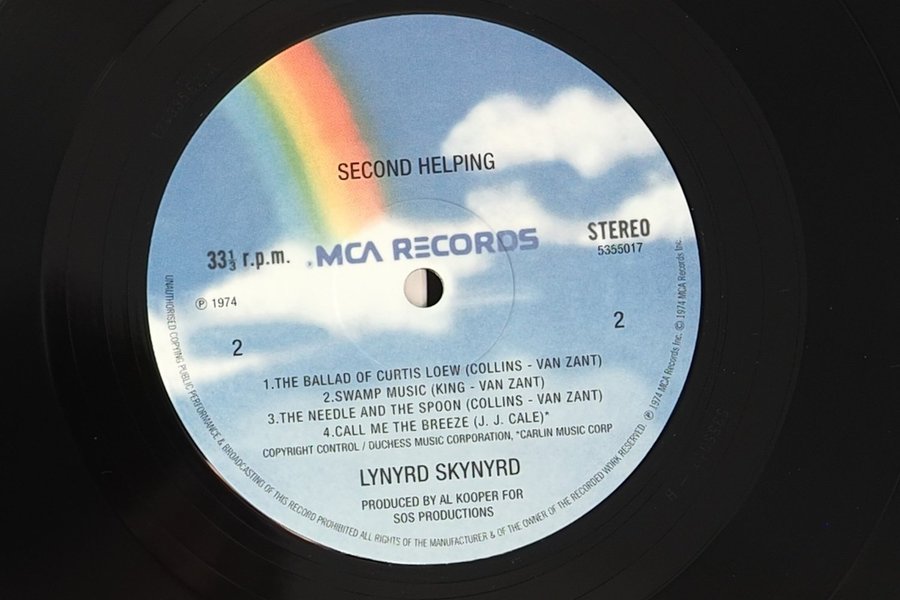 SECOND HELPING
MCA RECORDS
33⅓ r.p.m.
STEREO
5355017
℗ 1974
2
2
1.THE BALLAD OF CURTIS LOEW (COLLINS - VAN ZANT)
2.SWAMP MUSIC (KING - VAN ZANT)
3.THE NEEDLE AND THE SPOON (COLLINS - VAN ZANT)
4.CALL ME THE BREEZE (J. J. CALE)*
COPYRIGHT CONTROL / DUCHESS MUSIC CORPORATION, *CARLIN MUSIC CORP
LYNYRD SKYNYRD
PRODUCED BY AL KOOPER FOR
SOS PRODUCTIONS
UNAUTHORISED COPYING PUBLIC PERFORMANCE & BROADCASTING OF THIS RECORD PROHIBITED ALL RIGHTS OF THE MANUFACTURER & OF THE OWNER OF THE RECORDED WORK RESERVED. ℗ 1974 MCA Records Inc. © 1974 MCA Records Inc.